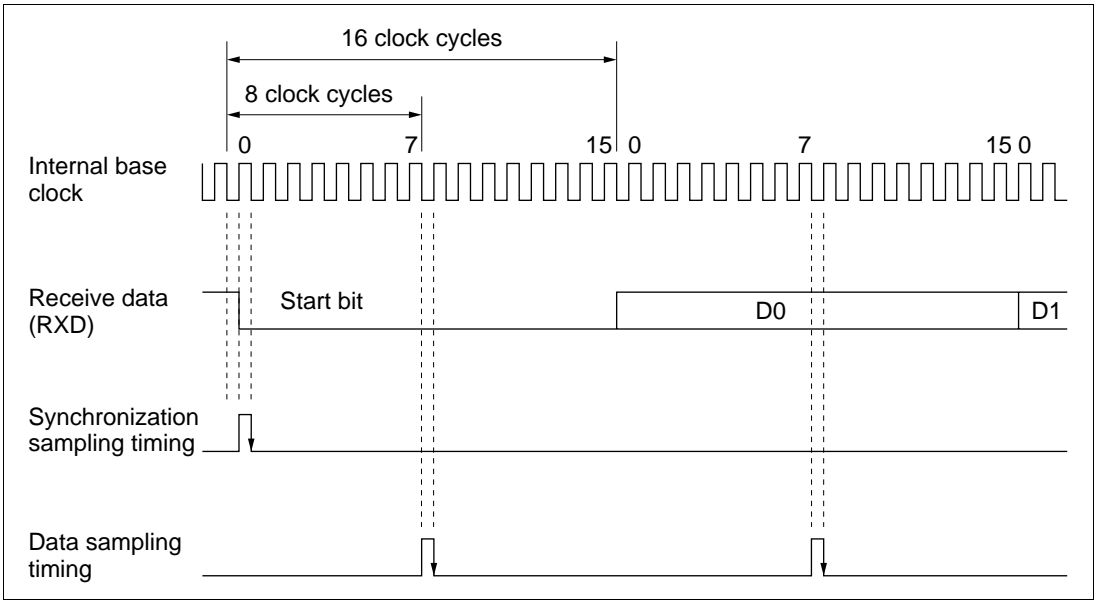 16 clock cycles
8 clock cycles
0 7 15 0 7 15 0
Internal base
clock
Receive data
(RXD)
Start bit
D0
D1
Synchronization
sampling timing
Data sampling
timing